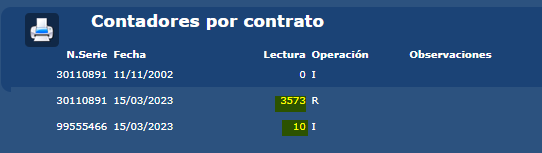 Contadores por contrato
N.Serie Fecha Lectura Operación Observaciones
30110891 11/11/2002 0 I
30110891 15/03/2023 3573 R
99555466 15/03/2023 10 I